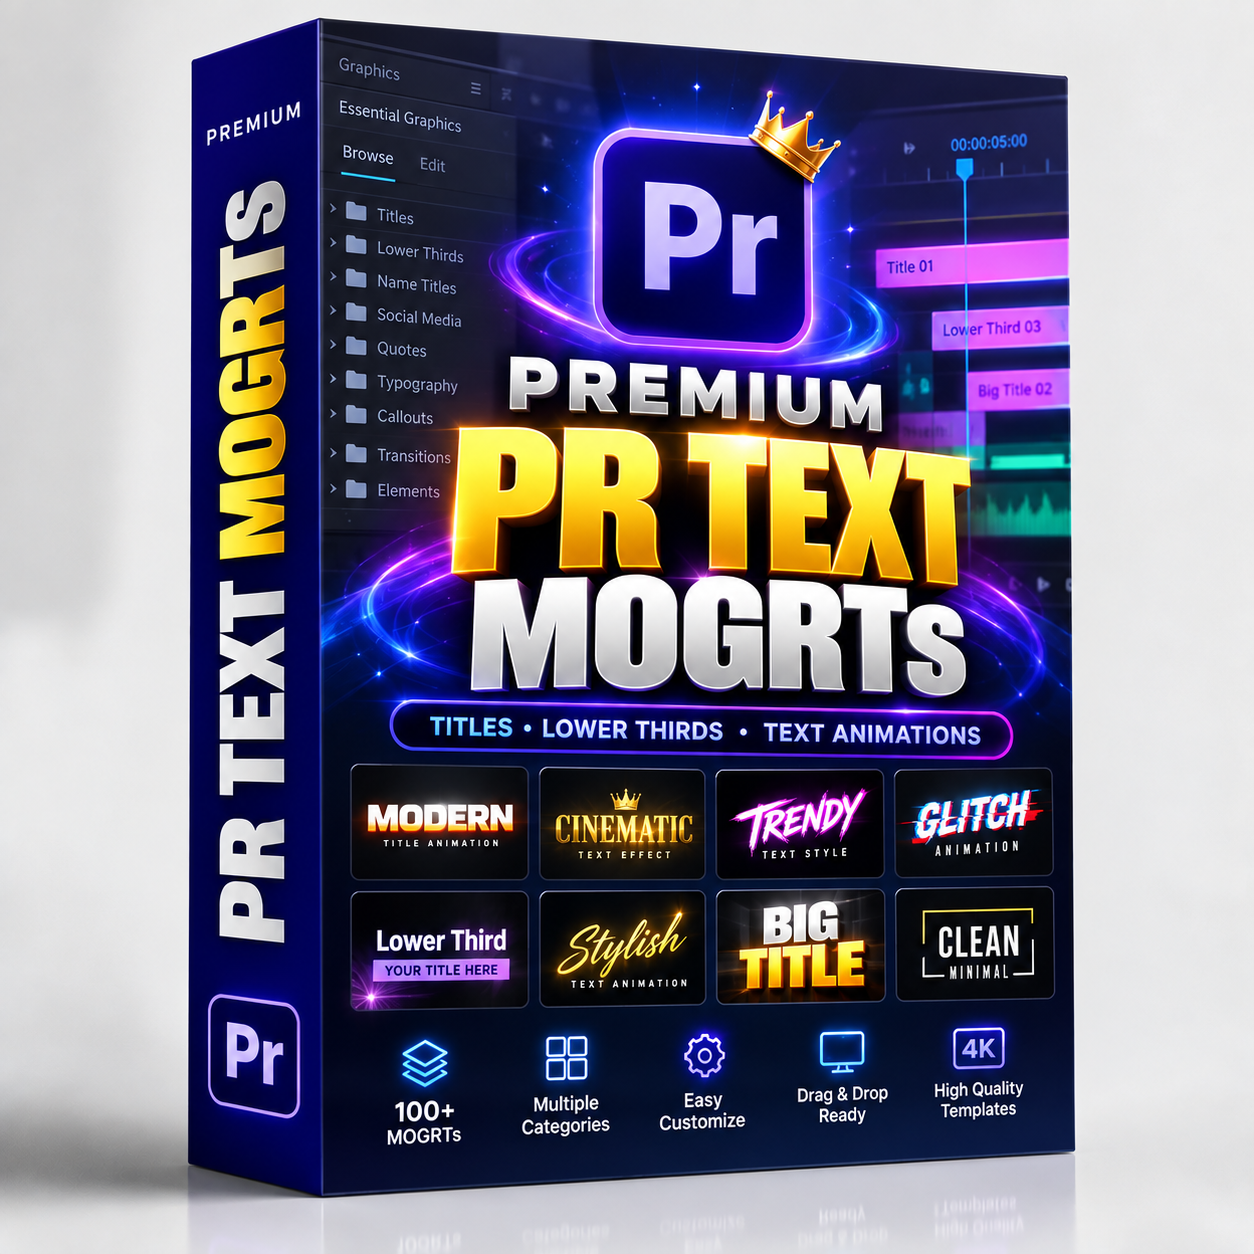 PREMIUM
PR TEXT MOGRTS
Pr
Graphics
Essential Graphics
Browse
Edit
Titles
Lower Thirds
Name Titles
Social Media
Quotes
Typography
Callouts
Transitions
Elements
00:00:05:00
Title 01
Lower Third 03
Big Title 02
Pr
PREMIUM
PR TEXT
MOGRTs
TITLES • LOWER THIRDS • TEXT ANIMATIONS
MODERN
TITLE ANIMATION
CINEMATIC
TEXT EFFECT
TRENDY
TEXT STYLE
GLITCH
ANIMATION
Lower Third
YOUR TITLE HERE
Stylish
TEXT ANIMATION
BIG
TITLE
CLEAN
MINIMAL
100+
MOGRTs
Multiple
Categories
Easy
Customize
Drag & Drop
Ready
4K
High Quality
Templates